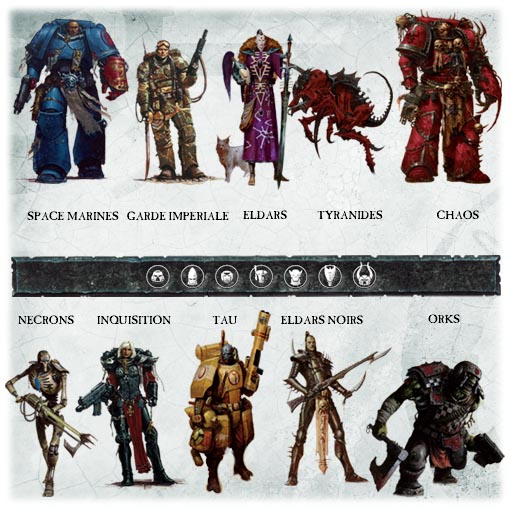 SPACE MARINES GARDE IMPERIALE ELDARS TYRANIDES CHAOS
NECRONS INQUISITION TAU ELDARS NOIRS ORKS